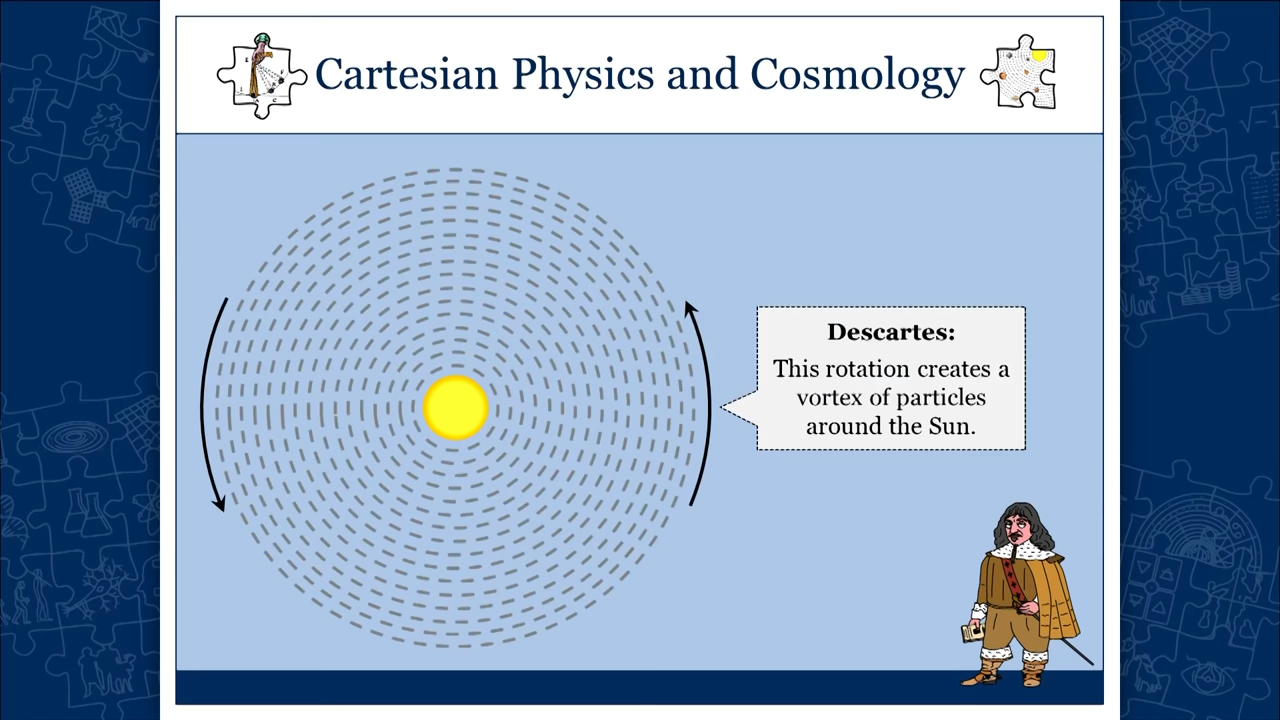 Cartesian Physics and Cosmology
Descartes:
This rotation creates a
vortex of particles
around the Sun.